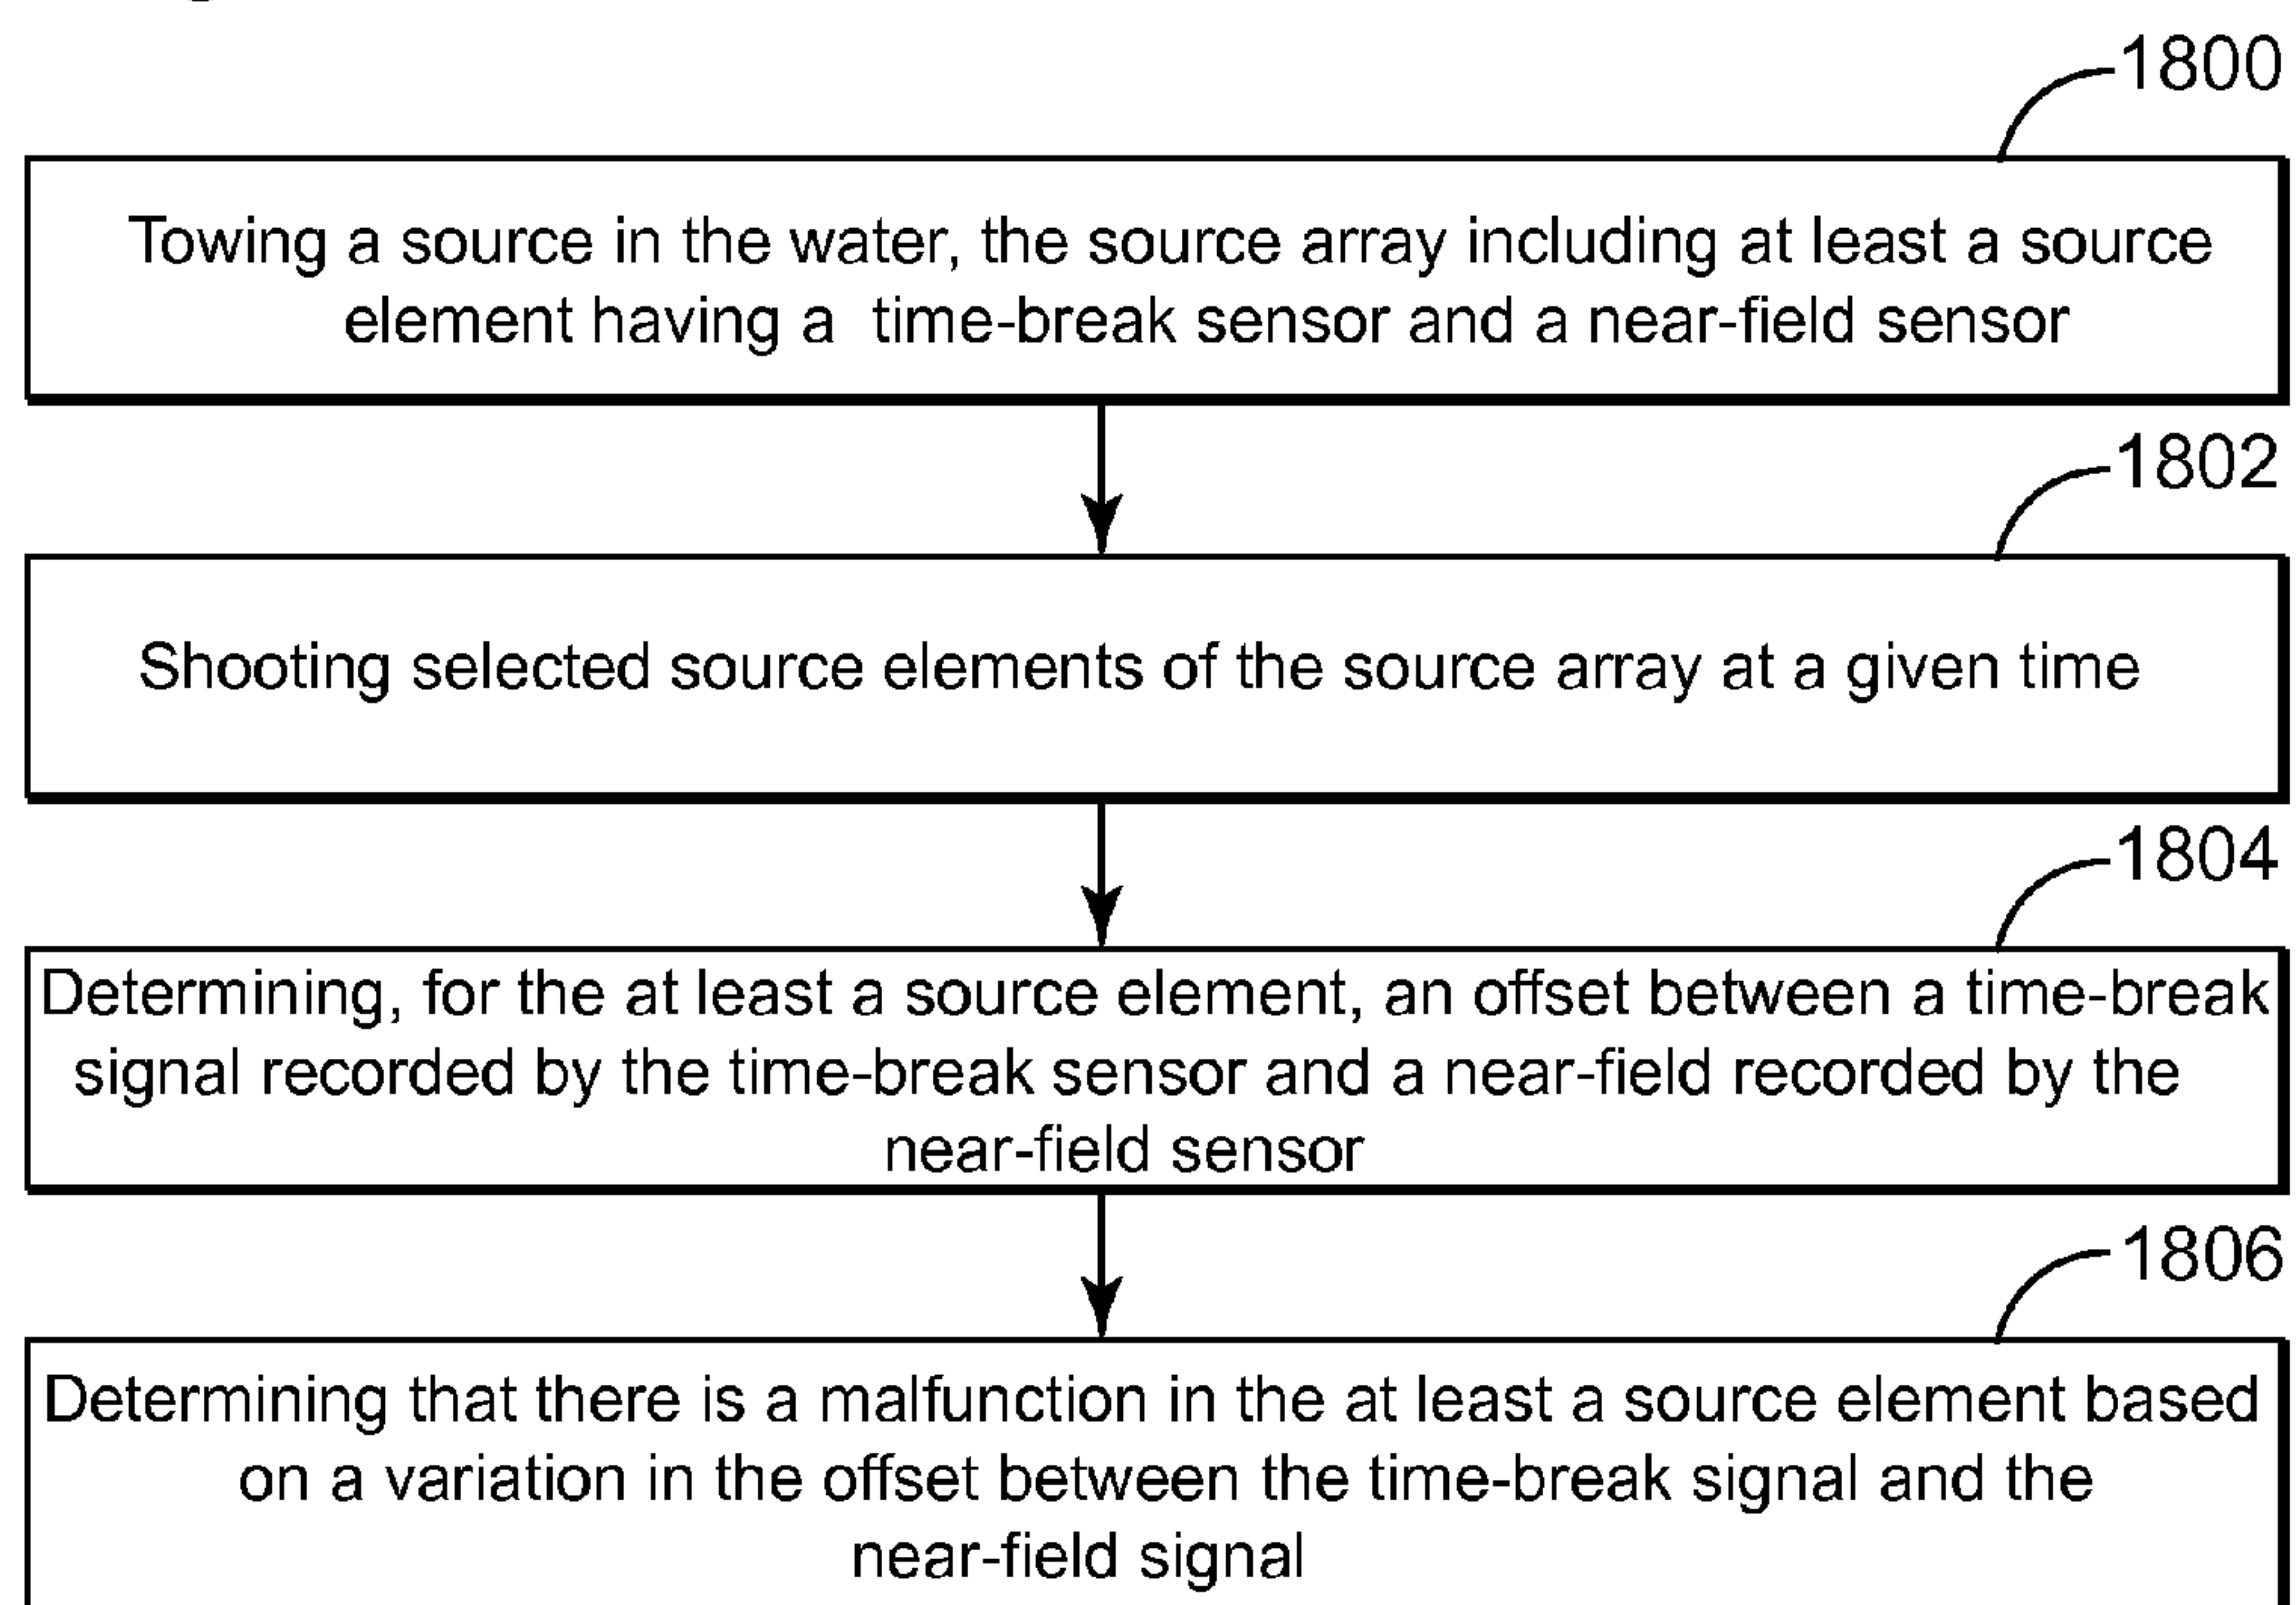 1800
Towing a source in the water, the source array including at least a source
element having a time-break sensor and a near-field sensor
1802
Shooting selected source elements of the source array at a given time
1804
Determining, for the at least a source element, an offset between a time-break
signal recorded by the time-break sensor and a near-field recorded by the
near-field sensor
1806
Determining that there is a malfunction in the at least a source element based
on a variation in the offset between the time-break signal and the
near-field signal